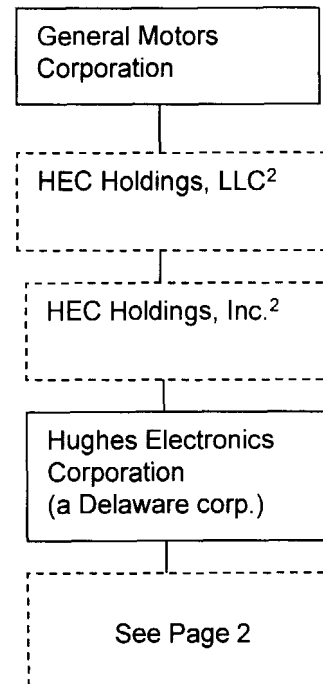 General Motors
Corporation
HEC Holdings, LLC²
HEC Holdings, Inc.²
Hughes Electronics
Corporation
(a Delaware corp.)
See Page 2